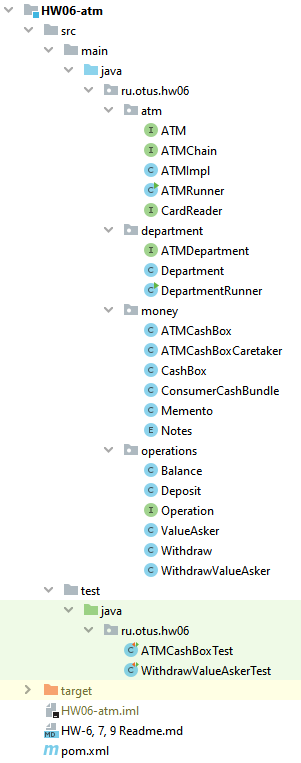 HW06-atm
src
main
java
ru.otus.hw06
atm
I ATM
I ATMChain
C ATMImpl
C ATMRunner
I CardReader
department
I ATMDepartment
C Department
C DepartmentRunner
money
C ATMCashBox
C ATMCashBoxCaretaker
C CashBox
C ConsumerCashBundle
C Memento
E Notes
operations
C Balance
C Deposit
I Operation
C ValueAsker
C Withdraw
C WithdrawValueAsker
test
java
ru.otus.hw06
C ATMCashBoxTest
C WithdrawValueAskerTest
target
HW06-atm.iml
MD HW-6, 7, 9 Readme.md
m pom.xml